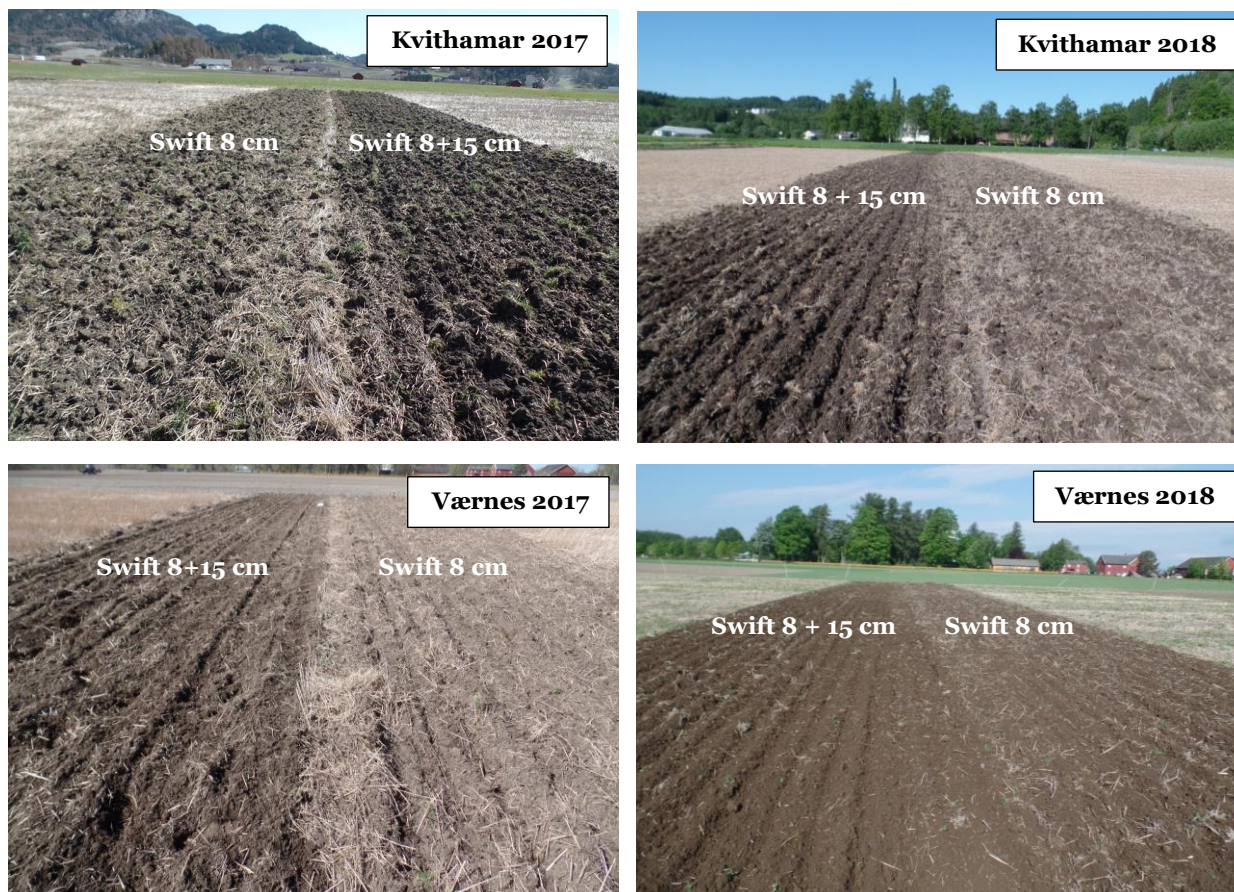 Kvithamar 2017
Swift 8 cm
Swift 8+15 cm
Kvithamar 2018
Swift 8 + 15 cm
Swift 8 cm
Værnes 2017
Swift 8+15 cm
Swift 8 cm
Værnes 2018
Swift 8 + 15 cm
Swift 8 cm